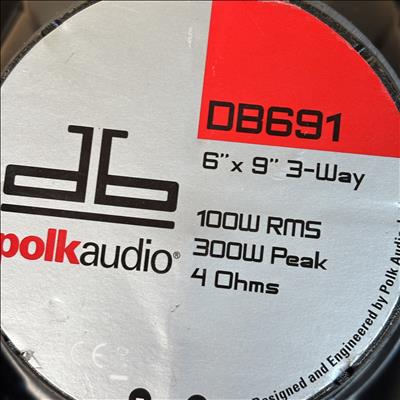 DB691
6" x 9" 3-Way
db
polkaudio®
100W RMS
300W Peak
4 Ohms
CE
Designed and Engineered by Polk Audio